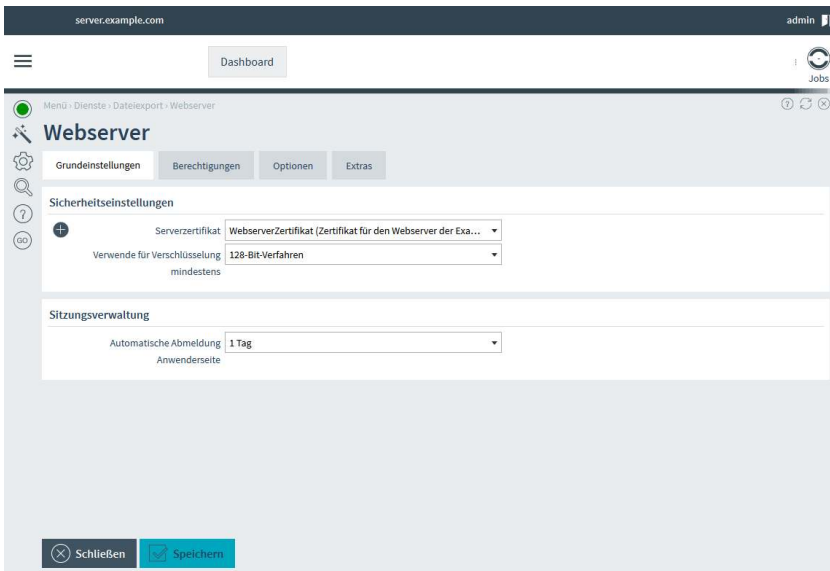 server.example.com
admin
Dashboard
Jobs
Menü › Dienste › Dateiexport › Webserver
Webserver
Grundeinstellungen Berechtigungen Optionen Extras
Sicherheitseinstellungen
Serverzertifikat WebserverZertifikat (Zertifikat für den Webserver der Exa...
Verwende für Verschlüsselung 128-Bit-Verfahren
mindestens
Sitzungsverwaltung
Automatische Abmeldung 1 Tag
Anwenderseite
GO
Schließen Speichern